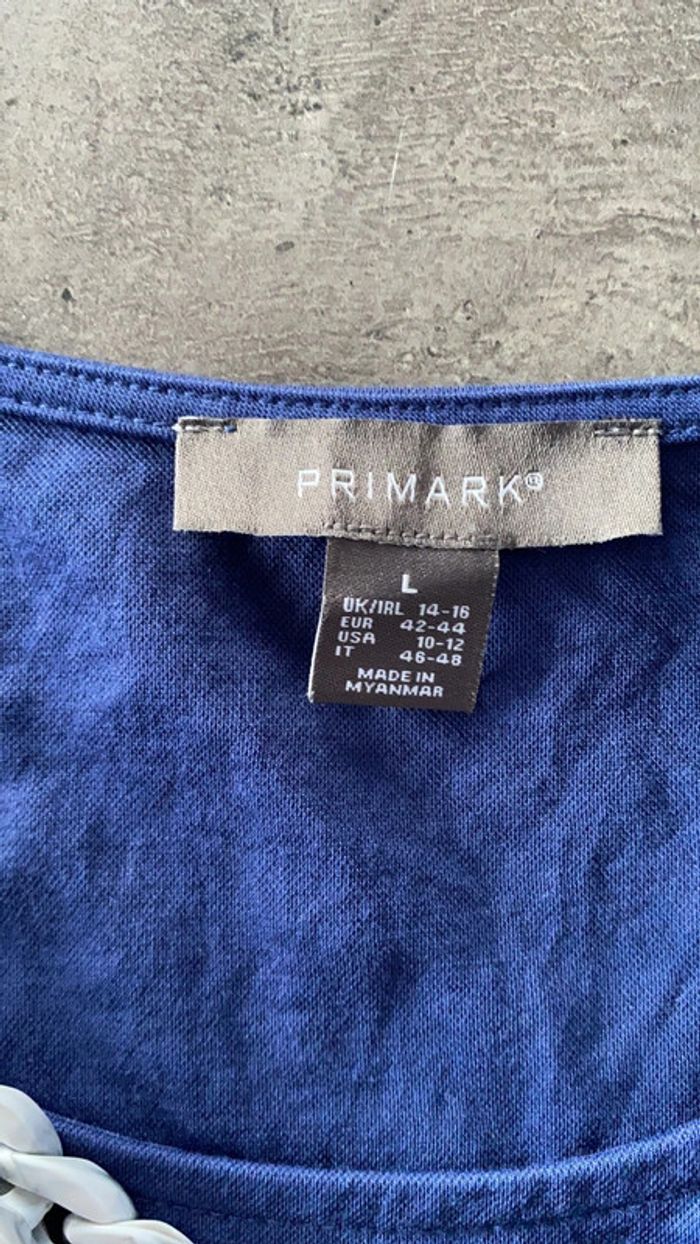 PRIMARK®
L
UK/IRL 14-16
EUR 42-44
USA 10-12
IT 46-48
MADE IN
MYANMAR